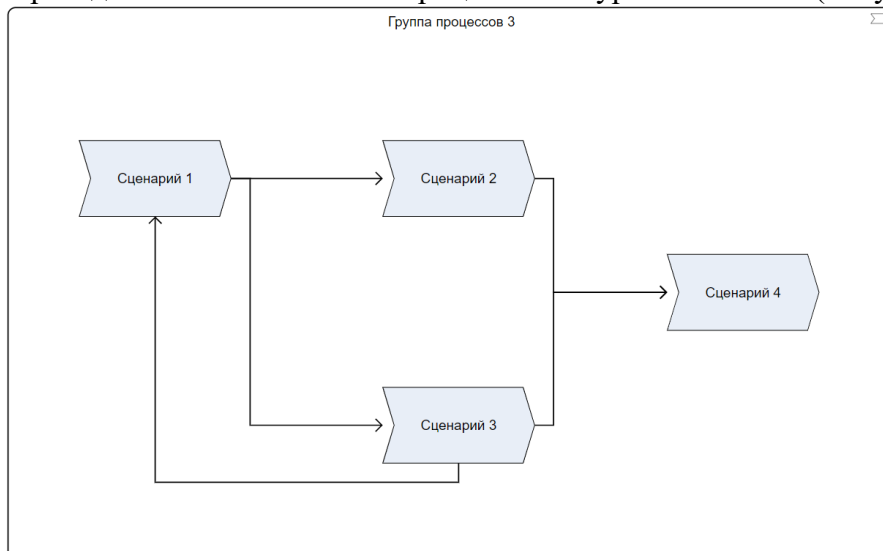 Группа процессов 3
Сценарий 1
Сценарий 2
Сценарий 4
Сценарий 3